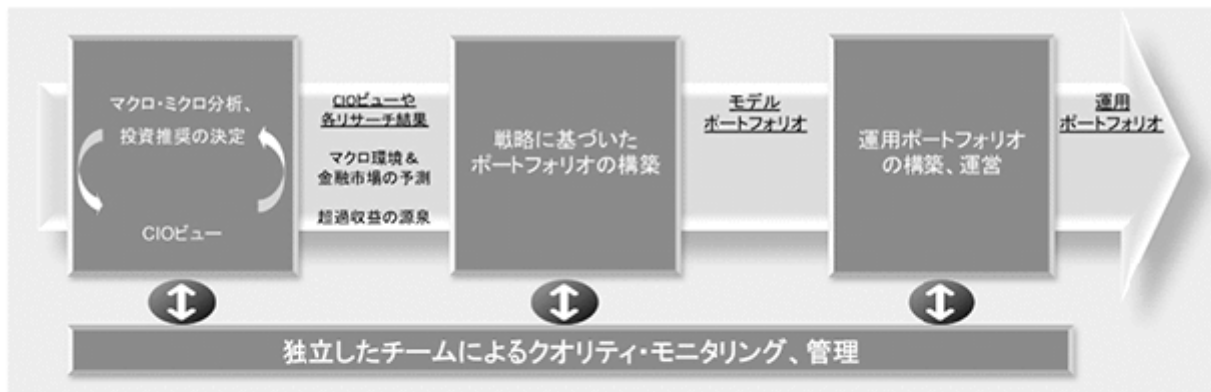 マクロ・ミクロ分析、
投資推奨の決定
CIOビュー
CIOビューや
各リサーチ結果
マクロ環境＆
金融市場の予測
超過収益の源泉
戦略に基づいた
ポートフォリオの構築
モデル
ポートフォリオ
運用ポートフォリオ
の構築、運営
運用
ポートフォリオ
独立したチームによるクオリティ・モニタリング、管理